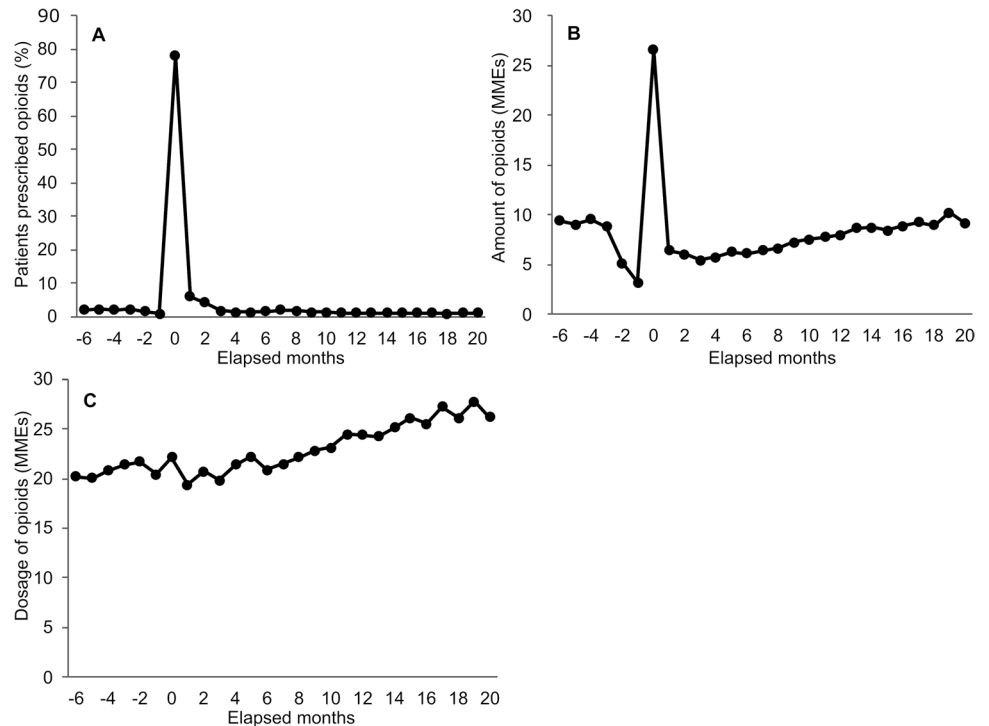 A
Patients prescribed opioids (%)
90
80
70
60
50
40
30
20
10
0
-6 -4 -2 0 2 4 6 8 10 12 14 16 18 20
Elapsed months
B
Amount of opioids (MMEs)
30
25
20
15
10
5
0
-6 -4 -2 0 2 4 6 8 10 12 14 16 18 20
Elapsed months
C
Dosage of opioids (MMEs)
30
25
20
15
10
5
0
-6 -4 -2 0 2 4 6 8 10 12 14 16 18 20
Elapsed months